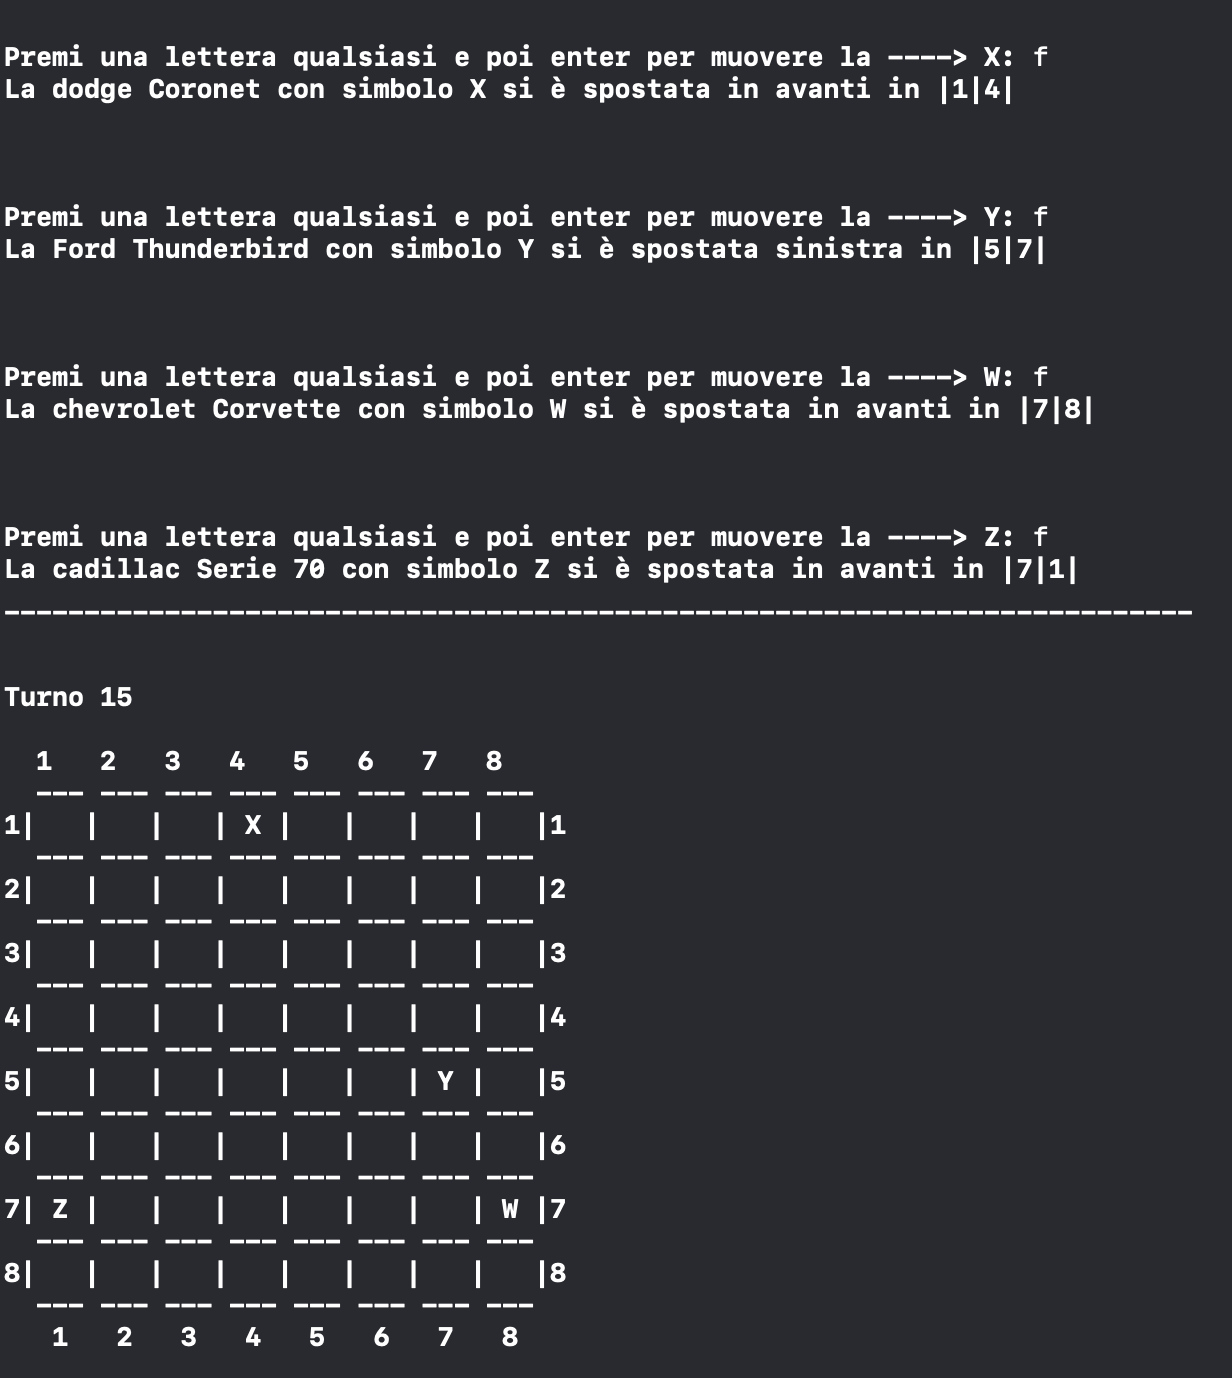 Premi una lettera qualsiasi e poi enter per muovere la ----> X: f
La dodge Coronet con simbolo X si è spostata in avanti in |1|4|
Premi una lettera qualsiasi e poi enter per muovere la ----> Y: f
La Ford Thunderbird con simbolo Y si è spostata sinistra in |5|7|
Premi una lettera qualsiasi e poi enter per muovere la ----> W: f
La chevrolet Corvette con simbolo W si è spostata in avanti in |7|8|
Premi una lettera qualsiasi e poi enter per muovere la ----> Z: f
La cadillac Serie 70 con simbolo Z si è spostata in avanti in |7|1|
--------------------------------------------------------------------------
Turno 15
  1   2   3   4   5   6   7   8
  --- --- --- --- --- --- --- ---
1|   |   |   | X |   |   |   |   |1
  --- --- --- --- --- --- --- ---
2|   |   |   |   |   |   |   |   |2
  --- --- --- --- --- --- --- ---
3|   |   |   |   |   |   |   |   |3
  --- --- --- --- --- --- --- ---
4|   |   |   |   |   |   |   |   |4
  --- --- --- --- --- --- --- ---
5|   |   |   |   |   |   | Y |   |5
  --- --- --- --- --- --- --- ---
6|   |   |   |   |   |   |   |   |6
  --- --- --- --- --- --- --- ---
7| Z |   |   |   |   |   |   | W |7
  --- --- --- --- --- --- --- ---
8|   |   |   |   |   |   |   |   |8
  --- --- --- --- --- --- --- ---
   1   2   3   4   5   6   7   8